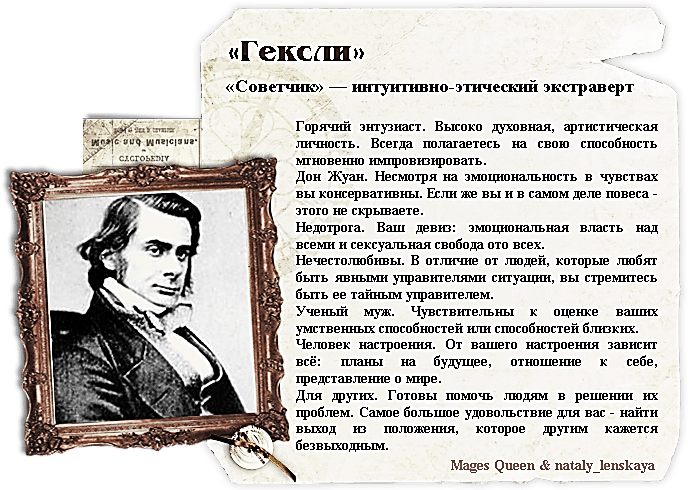 «Гексли»
«Советчик» — интуитивно-этический экстраверт
Горячий энтузиаст. Высоко духовная, артистическая
личность. Всегда полагаетесь на свою способность
мгновенно импровизировать.
Дон Жуан. Несмотря на эмоциональность в чувствах
вы консервативны. Если же вы и в самом деле повеса -
этого не скрываете.
Недотрога. Ваш девиз: эмоциональная власть над
всеми и сексуальная свобода ото всех.
Нечестолюбивы. В отличие от людей, которые любят
быть явными управителями ситуации, вы стремитесь
быть ее тайным управителем.
Ученый муж. Чувствительны к оценке ваших
умственных способностей или способностей близких.
Человек настроения. От вашего настроения зависит
всё: планы на будущее, отношение к себе,
представление о мире.
Для других. Готовы помочь людям в решении их
проблем. Самое большое удовольствие для вас - найти
выход из положения, которое другим кажется
безвыходным.
Mages Queen & nataly_lenskaya
Music and Musicians.
CYCLOPEDIA